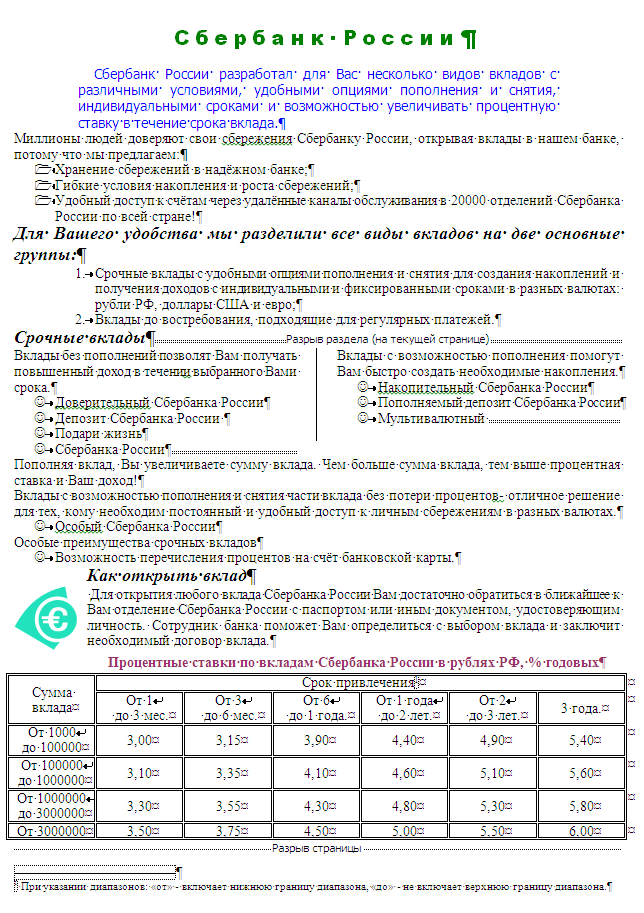 Сбербанк России¶
Сбербанк России разработал для Вас несколько видов вкладов с
различными условиями, удобными опциями пополнения и снятия,
индивидуальными сроками и возможностью увеличивать процентную
ставку в течение срока вклада.¶
Миллионы людей доверяют свои сбережения Сбербанку России, открывая вклады в нашем банке,
потому что мы предлагаем:¶
Хранение сбережений в надёжном банке;¶
Гибкие условия накопления и роста сбережений;¶
Удобный доступ к счётам через удалённые каналы обслуживания в 20000 отделений Сбербанка
России по всей стране!¶
Для Вашего удобства мы разделили все виды вкладов на две основные
группы:¶
1. Срочные вклады с удобными опциями пополнения и снятия для создания накоплений и
получения доходов с индивидуальными и фиксированными сроками в разных валютах:
рубли РФ, доллары США и евро;¶
2. Вклады до востребования, подходящие для регулярных платежей.¶
Срочные вклады¶ Разрыв раздела (на текущей странице)
Вклады без пополнений позволят Вам получать
повышенный доход в течении выбранного Вами
срока.¶
Доверительный Сбербанка России¶
Депозит Сбербанка России ¶
Подари жизнь¶
Сбербанка России¶
Вклады с возможностью пополнения помогут
Вам быстро создать необходимые накопления.¶
Накопительный Сбербанка России¶
Пополняемый депозит Сбербанка России¶
Мультивалютный
Пополняя вклад, Вы увеличиваете сумму вклада. Чем больше сумма вклада, тем выше процентная
ставка и Ваш доход!¶
Вклады с возможностью пополнения и снятия части вклада без потери процентов- отличное решение
для тех, кому необходим постоянный и удобный доступ к личным сбережениям в разных валютах.¶
Особый Сбербанка России¶
Особые преимущества срочных вкладов¶
Возможность перечисления процентов на счёт банковской карты.¶
Как открыть вклад¶
Для открытия любого вклада Сбербанка России Вам достаточно обратиться в ближайшее к
Вам отделение Сбербанка России с паспортом или иным документом, удостоверяющим
личность. Сотрудник банка поможет Вам определиться с выбором вклада и заключит
необходимый договор вклада.¶
Процентные ставки по вкладам Сбербанка России в рублях РФ, % годовых¶
Сумма
вклада¤
Срок привлечения¤
От 1
до 3 мес.¤
От 3
до 6 мес.¤
От 6
до 1 года.¤
От 1 года
до 2 лет.¤
От 2
до 3 лет.¤
3 года.¤
От 1000
до 100000¤
3,00¤ 3,15¤ 3,90¤ 4,40¤ 4,90¤ 5,40¤
От 100000
до 1000000¤
3,10¤ 3,35¤ 4,10¤ 4,60¤ 5,10¤ 5,60¤
От 1000000
до 3000000¤
3,30¤ 3,55¤ 4,30¤ 4,80¤ 5,30¤ 5,80¤
От 3000000¤ 3,50¤ 3,75¤ 4,50¤ 5,00¤ 5,50¤ 6,00¤
Разрыв страницы
¶
При указании диапазонов: «от» - включает нижнюю границу диапазона, «до» - не включает верхнюю границу диапазона.¶